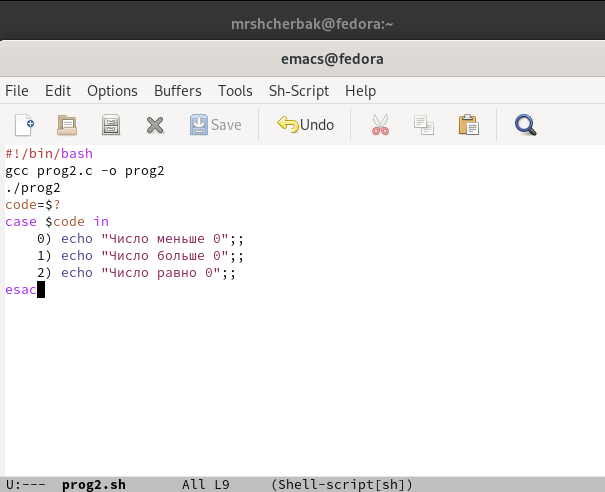 mrshcherbak@fedora:~
emacs@fedora
File Edit Options Buffers Tools Sh-Script Help
Save Undo
#!/bin/bash
gcc prog2.c -o prog2
./prog2
code=$?
case $code in
    0) echo "Число меньше 0";;
    1) echo "Число больше 0";;
    2) echo "Число равно 0";;
esac
U:--- prog2.sh All L9 (Shell-script[sh])